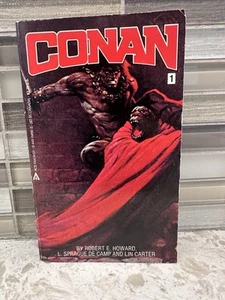 CONAN
1
BY ROBERT E. HOWARD,
L. SPRAGUE DE CAMP AND LIN CARTER